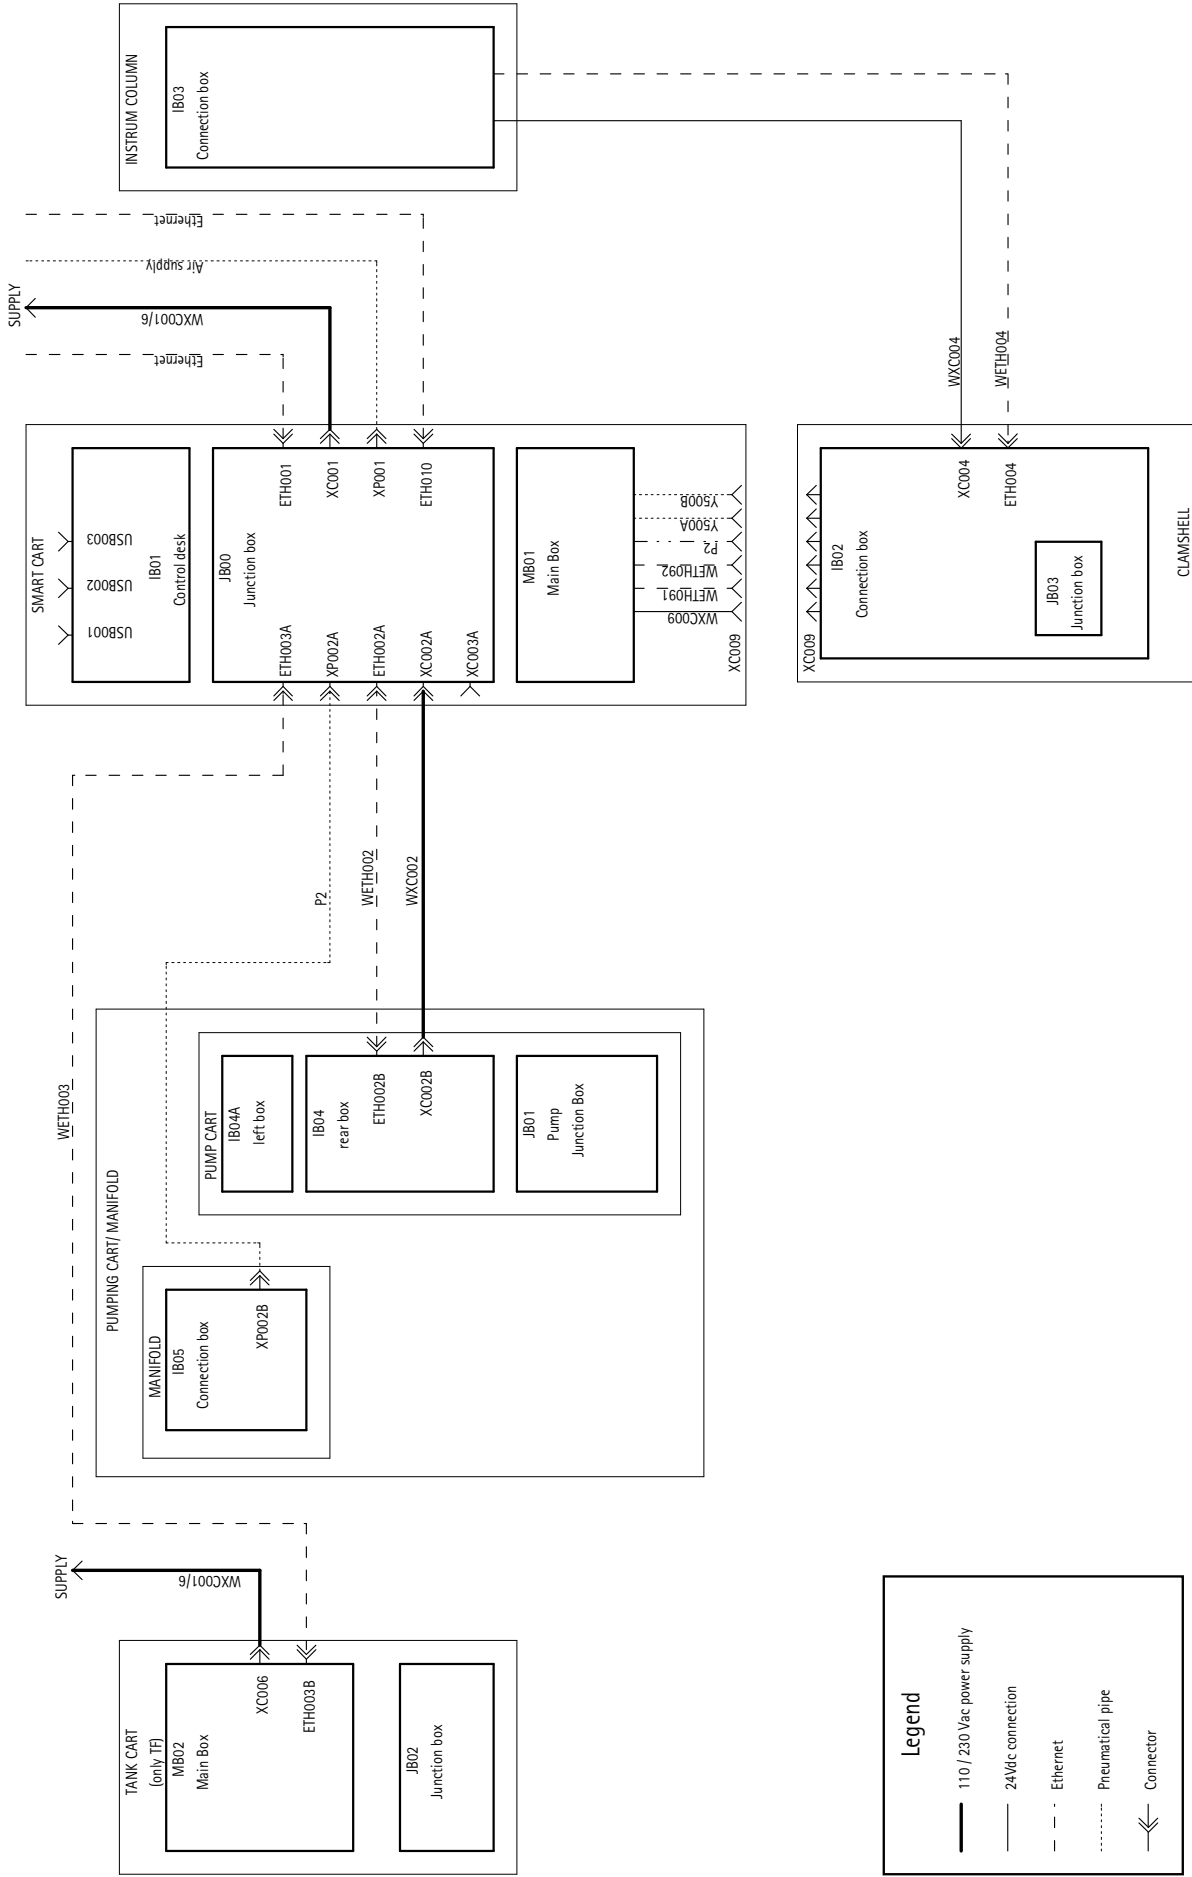 TANK CART
(only TF)
MB02
Main Box
XC006
ETH003B
JB02
Junction box
SUPPLY
WXC001/6
WETH003
PUMPING CART/ MANIFOLD
MANIFOLD
IB05
Connection box
XP002B
PUMP CART
IB04A
left box
IB04
rear box
ETH002B
XC002B
JB01
Pump
Junction Box
P2
WETH002
WXC002
SMART CART
USB001
USB002
USB003
IB01
Control desk
JB00
Junction box
ETH003A
XP002A
ETH002A
XC002A
XC003A
ETH001
XC001
XP001
ETH010
MB01
Main Box
XC009
WXC009
WETH091
WETH092
P2
Y500A
Y500B
Ethernet
SUPPLY
WXC001/6
Air supply
Ethernet
INSTRUM COLUMN
IB03
Connection box
WXC004
WETH004
XC009
IB02
Connection box
XC004
ETH004
JB03
Junction box
CLAMSHELL
Legend
110 / 230 Vac power supply
24Vdc connection
Ethernet
Pneumatical pipe
Connector